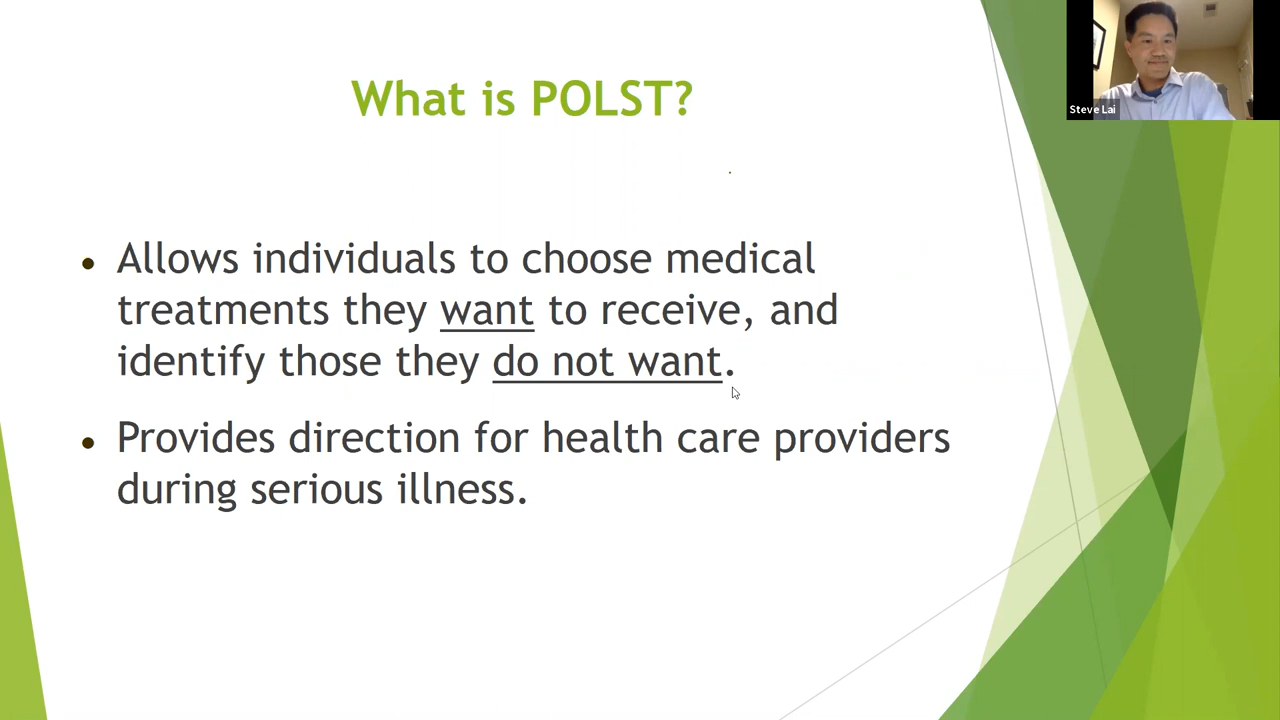 What is POLST?
Steve Lai
• Allows individuals to choose medical
treatments they want to receive, and
identify those they do not want.
• Provides direction for health care providers
during serious illness.